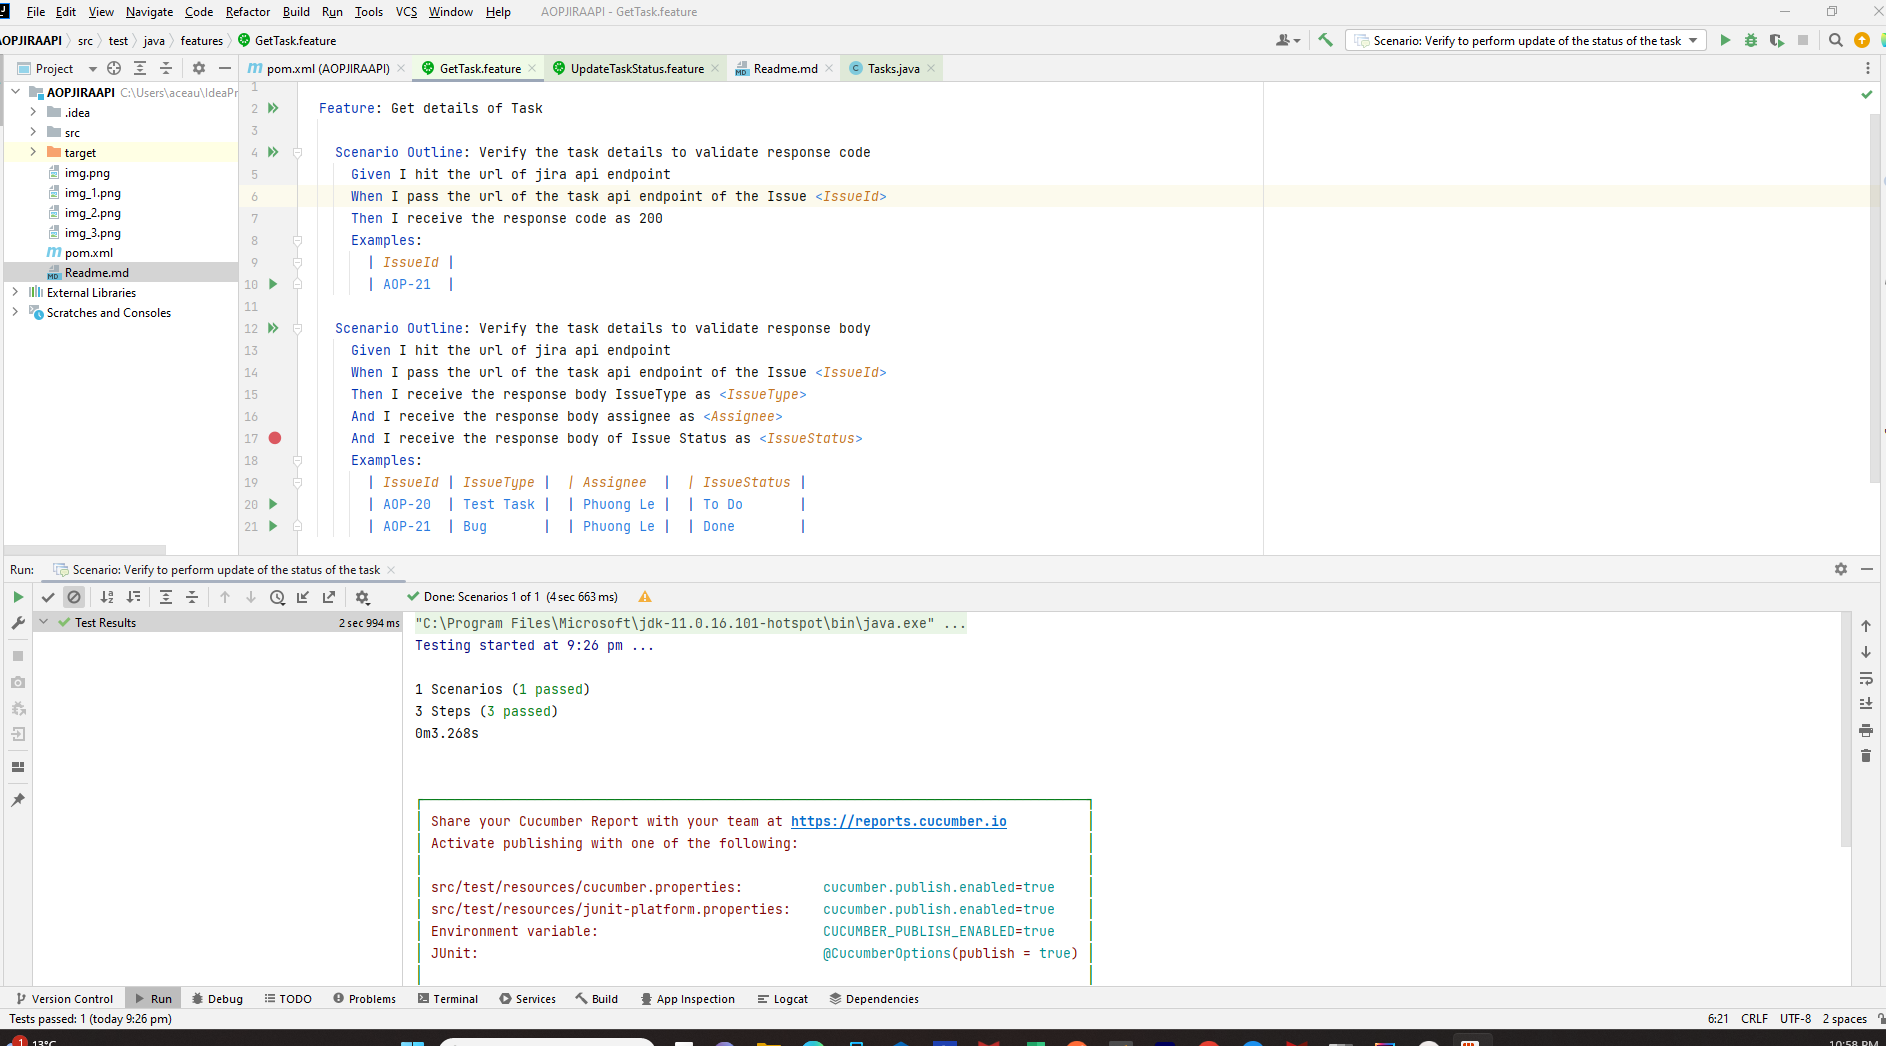 File Edit View Navigate Code Refactor Build Run Tools VCS Window Help AOPJIRAAPI - GetTask.feature
AOPJIRAAPI src test java features GetTask.feature Scenario: Verify to perform update of the status of the task
Project pom.xml (AOPJIRAAPI) GetTask.feature UpdateTaskStatus.feature Readme.md Tasks.java
AOPJIRAAPI C:\Users\aceau\IdeaPr
.idea
src
target
img.png
img_1.png
img_2.png
img_3.png
pom.xml
Readme.md
External Libraries
Scratches and Consoles
1
2 Feature: Get details of Task
3
4 Scenario Outline: Verify the task details to validate response code
5 Given I hit the url of jira api endpoint
6 When I pass the url of the task api endpoint of the Issue <IssueId>
7 Then I receive the response code as 200
8 Examples:
9 | IssueId |
10 | AOP-21 |
11
12 Scenario Outline: Verify the task details to validate response body
13 Given I hit the url of jira api endpoint
14 When I pass the url of the task api endpoint of the Issue <IssueId>
15 Then I receive the response body IssueType as <IssueType>
16 And I receive the response body assignee as <Assignee>
17 And I receive the response body of Issue Status as <IssueStatus>
18 Examples:
19 | IssueId | IssueType | | Assignee | | IssueStatus |
20 | AOP-20 | Test Task | | Phuong Le | | To Do |
21 | AOP-21 | Bug | | Phuong Le | | Done |
Run: Scenario: Verify to perform update of the status of the task
Done: Scenarios 1 of 1 (4 sec 663 ms)
Test Results 2 sec 994 ms
"C:\Program Files\Microsoft\jdk-11.0.16.101-hotspot\bin\java.exe" ...
Testing started at 9:26 pm ...
1 Scenarios (1 passed)
3 Steps (3 passed)
0m3.268s
Share your Cucumber Report with your team at https://reports.cucumber.io
Activate publishing with one of the following:
src/test/resources/cucumber.properties: cucumber.publish.enabled=true
src/test/resources/junit-platform.properties: cucumber.publish.enabled=true
Environment variable: CUCUMBER_PUBLISH_ENABLED=true
JUnit: @CucumberOptions(publish = true)
Version Control Run Debug TODO Problems Terminal Services Build App Inspection Logcat Dependencies
Tests passed: 1 (today 9:26 pm) 6:21 CRLF UTF-8 2 spaces
1 13°C 10:58 PM